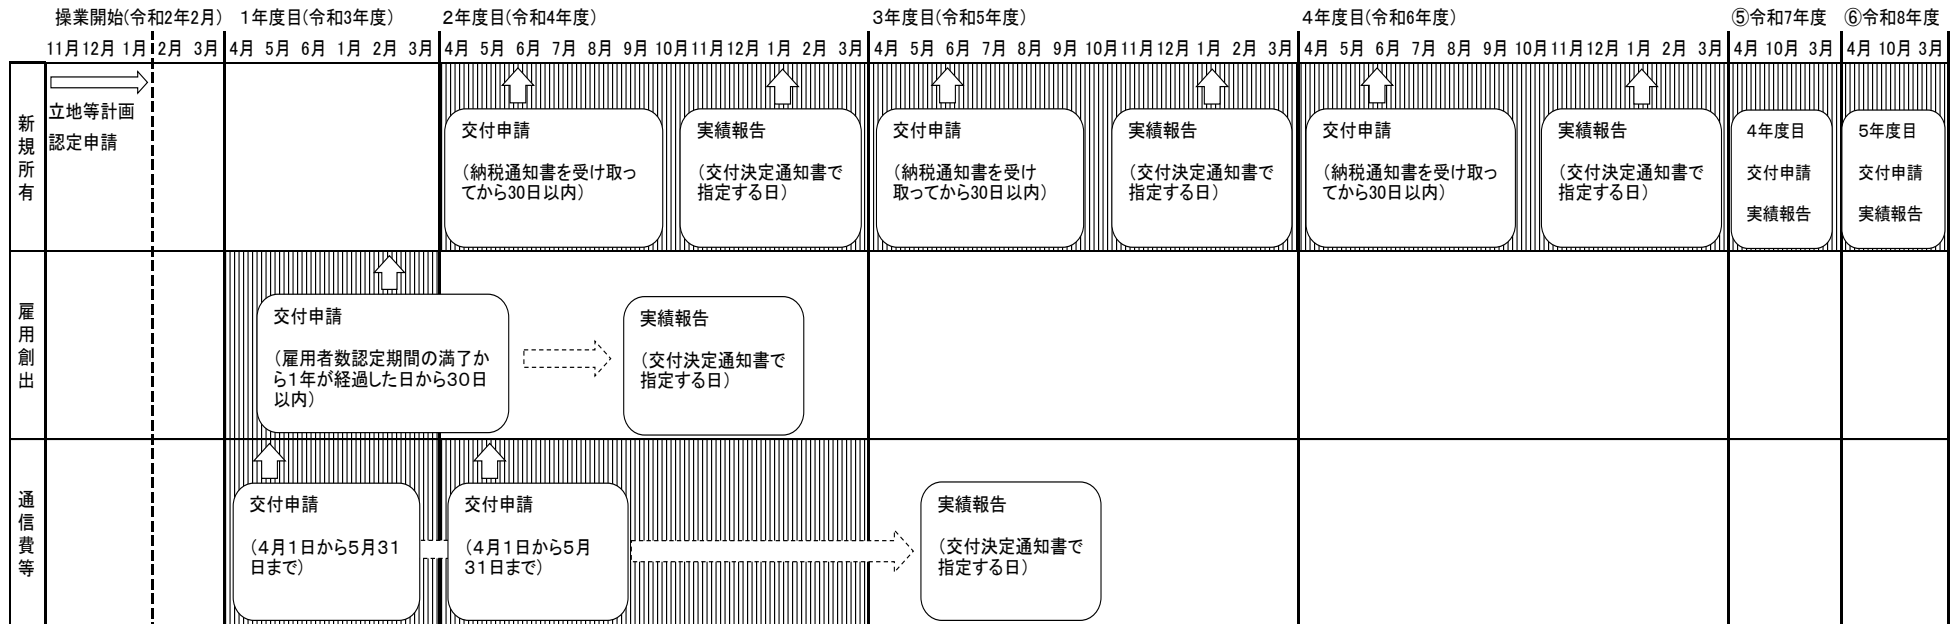 操業開始(令和2年2月) 1年度目(令和3年度) 2年度目(令和4年度) 3年度目(令和5年度) 4年度目(令和6年度) ⑤令和7年度 ⑥令和8年度
11月 12月 1月 2月 3月 4月 5月 6月 1月 2月 3月 4月 5月 6月 7月 8月 9月 10月 11月 12月 1月 2月 3月 4月 5月 6月 7月 8月 9月 10月 11月 12月 1月 2月 3月 4月 5月 6月 7月 8月 9月 10月 11月 12月 1月 2月 3月 4月 10月 3月 4月 10月 3月
新規所有
立地等計画
認定申請
交付申請
（納税通知書を受け取っ
てから30日以内）
実績報告
（交付決定通知書で
指定する日）
交付申請
（納税通知書を受け
取ってから30日以内）
実績報告
（交付決定通知書で
指定する日）
交付申請
（納税通知書を受け取っ
てから30日以内）
実績報告
（交付決定通知書で
指定する日）
4年度目
交付申請
実績報告
5年度目
交付申請
実績報告
雇用創出
交付申請
（雇用者数認定期間の満了か
ら1年が経過した日から３０日
以内）
実績報告
（交付決定通知書で
指定する日）
通信費等
交付申請
（４月１日から５月３１
日まで）
交付申請
（４月１日から５月
３１日まで）
実績報告
（交付決定通知書で
指定する日）